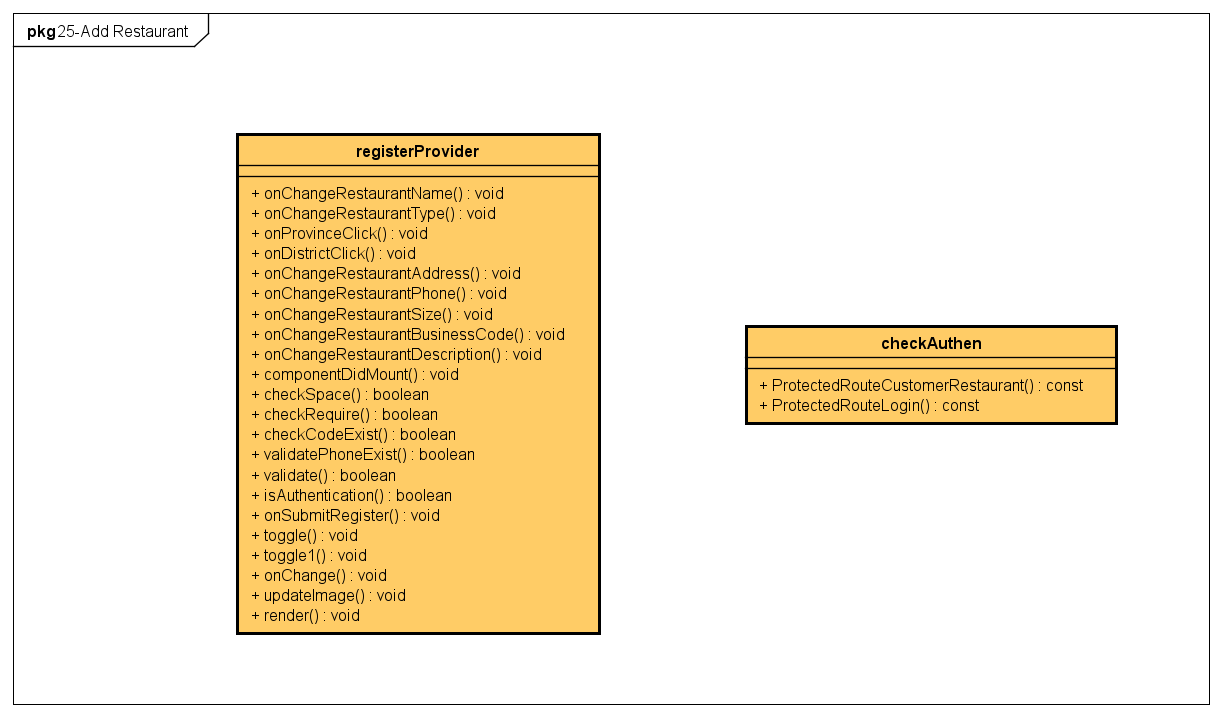 pkg 25-Add Restaurant
registerProvider
+ onChangeRestaurantName() : void
+ onChangeRestaurantType() : void
+ onProvinceClick() : void
+ onDistrictClick() : void
+ onChangeRestaurantAddress() : void
+ onChangeRestaurantPhone() : void
+ onChangeRestaurantSize() : void
+ onChangeRestaurantBusinessCode() : void
+ onChangeRestaurantDescription() : void
+ componentDidMount() : void
+ checkSpace() : boolean
+ checkRequire() : boolean
+ checkCodeExist() : boolean
+ validatePhoneExist() : boolean
+ validate() : boolean
+ isAuthentication() : boolean
+ onSubmitRegister() : void
+ toggle() : void
+ toggle1() : void
+ onChange() : void
+ updateImage() : void
+ render() : void
checkAuthen
+ ProtectedRouteCustomerRestaurant() : const
+ ProtectedRouteLogin() : const